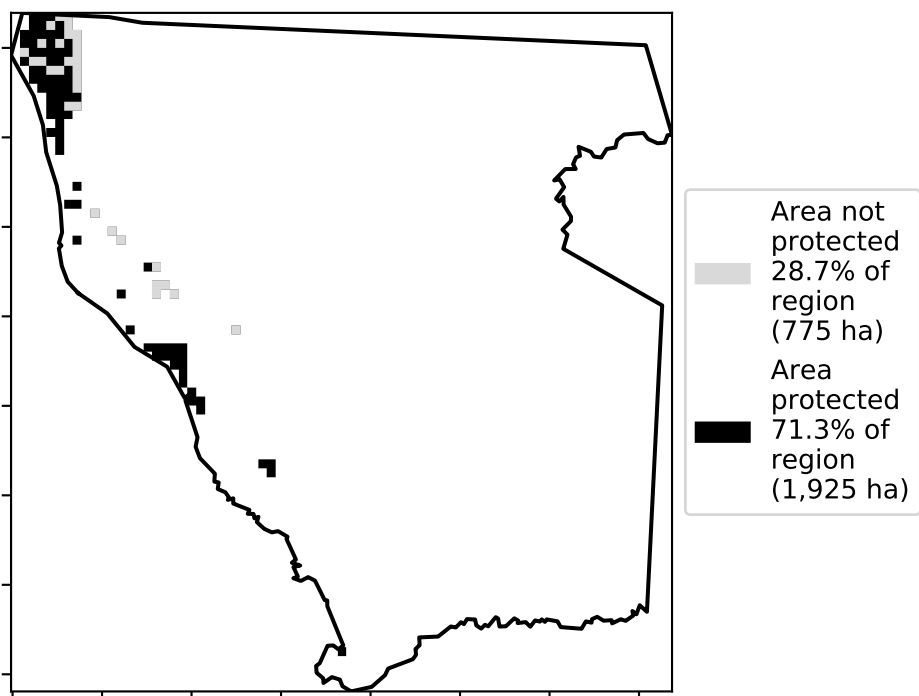 Area not
protected
28.7% of
region
(775 ha)
Area
protected
71.3% of
region
(1,925 ha)